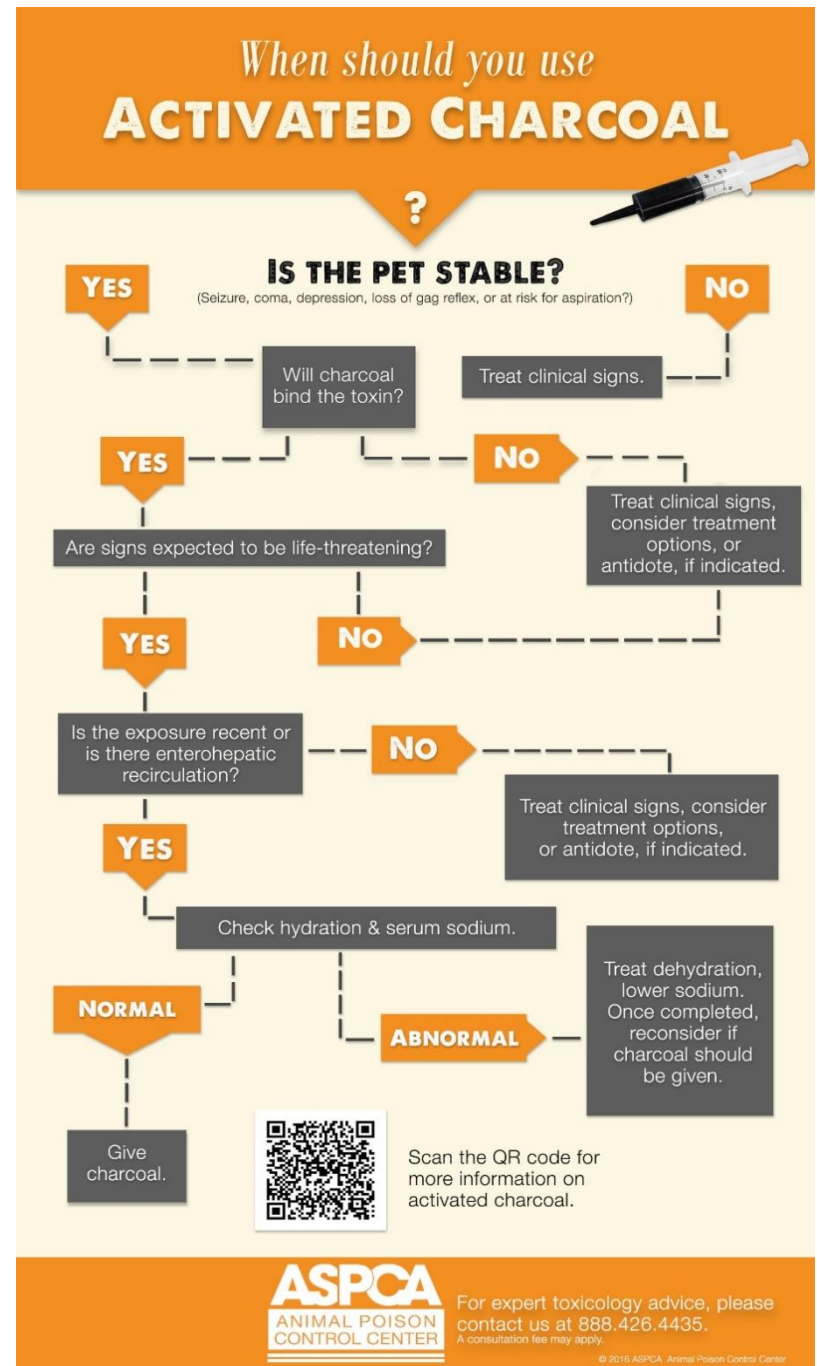 When should you use
ACTIVATED CHARCOAL
?
IS THE PET STABLE?
(Seizure, coma, depression, loss of gag reflex, or at risk for aspiration?)
YES
NO
Will charcoal
bind the toxin?
Treat clinical signs.
YES
NO
Treat clinical signs,
consider treatment
options, or
antidote, if indicated.
Are signs expected to be life-threatening?
YES
NO
Is the exposure recent or
is there enterohepatic
recirculation?
NO
Treat clinical signs, consider
treatment options,
or antidote, if indicated.
YES
Check hydration & serum sodium.
NORMAL
ABNORMAL
Treat dehydration,
lower sodium.
Once completed,
reconsider if
charcoal should
be given.
Give
charcoal.
Scan the QR code for
more information on
activated charcoal.
ASPCA
ANIMAL POISON
CONTROL CENTER
For expert toxicology advice, please
contact us at 888.426.4435.
A consultation fee may apply.
© 2016 ASPCA Animal Poison Control Center